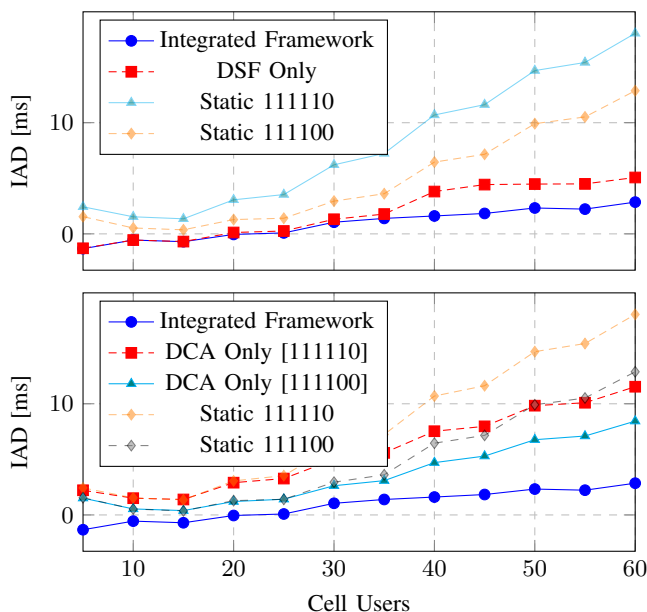 Integrated Framework
DSF Only
Static 111110
Static 111100
10
0
IAD [ms]
Integrated Framework
DCA Only [111110]
DCA Only [111100]
Static 111110
Static 111100
10
0
IAD [ms]
10 20 30 40 50 60
Cell Users